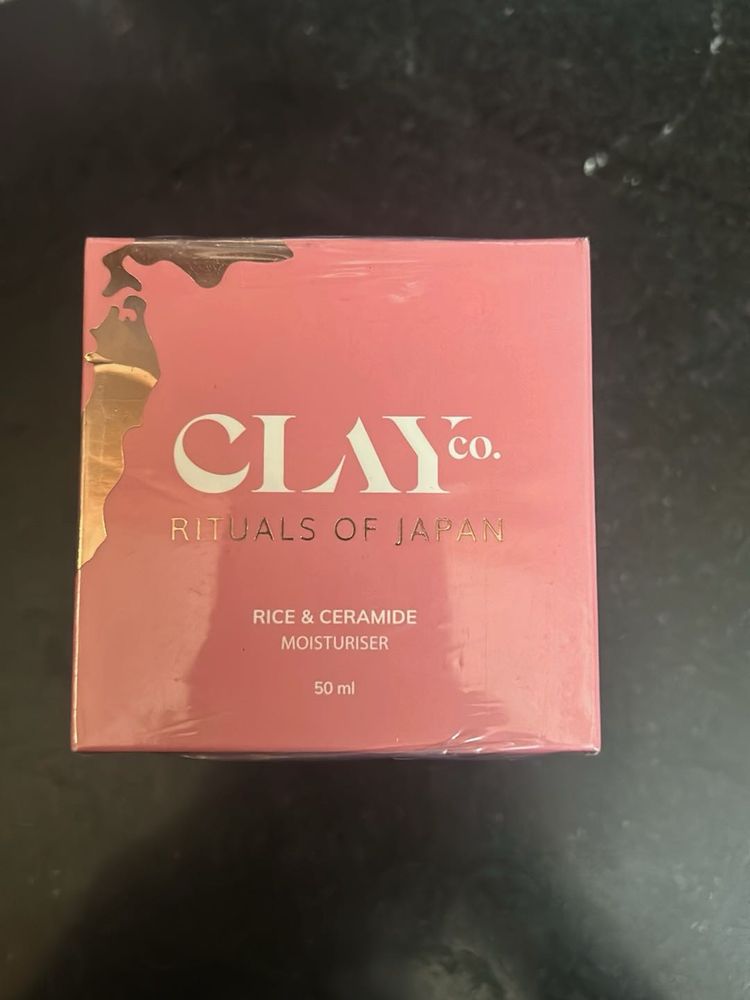 CLAY co.
RITUALS OF JAPAN
RICE & CERAMIDE
MOISTURISER
50 ml